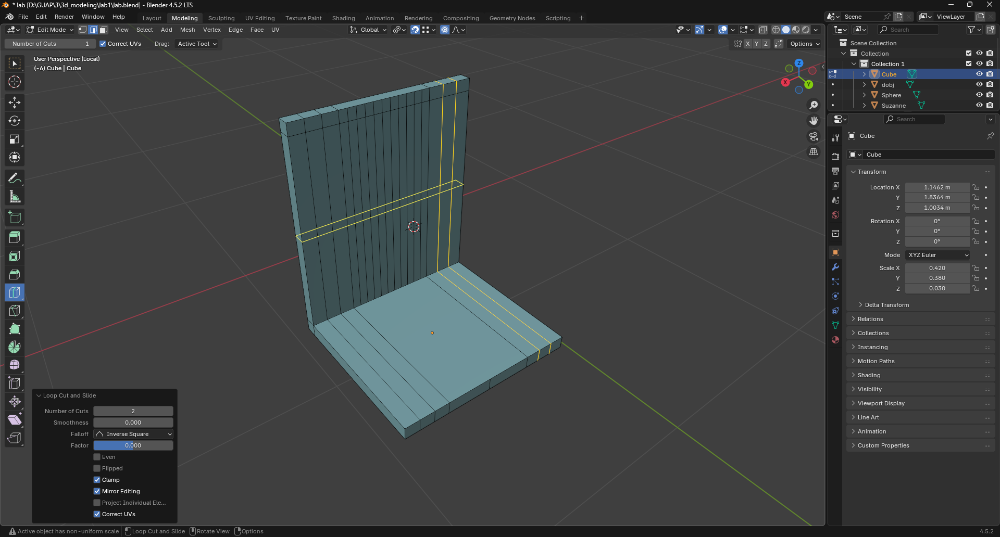 * lab [D:\GUAP\3\3d_modeling\lab1\lab.blend] - Blender 4.5.2 LTS
File Edit Render Window Help Layout Modeling Sculpting UV Editing Texture Paint Shading Animation Rendering Compositing Geometry Nodes Scripting + Scene ViewLayer
Edit Mode View Select Add Mesh Vertex Edge Face UV Global Search
Number of Cuts 1 Correct UVs Drag: Active Tool X Y Z Options
User Perspective (Local)
(-6) Cube | Cube
Z
X
Y
Scene Collection
Collection
Collection 1
Cube
dobj
Sphere
Suzanne
Search
Cube
Cube
Transform
Location X 1.1462 m
Y 1.8364 m
Z 1.0034 m
Rotation X 0°
Y 0°
Z 0°
Mode XYZ Euler
Scale X 0.420
Y 0.380
Z 0.030
Delta Transform
Relations
Collections
Instancing
Motion Paths
Shading
Visibility
Viewport Display
Line Art
Animation
Custom Properties
Loop Cut and Slide
Number of Cuts 2
Smoothness 0.000
Falloff Inverse Square
Factor 0.000
Even
Flipped
Clamp
Mirror Editing
Project Individual Ele...
Correct UVs
Active object has non-uniform scale Loop Cut and Slide Rotate View Options 4.5.2